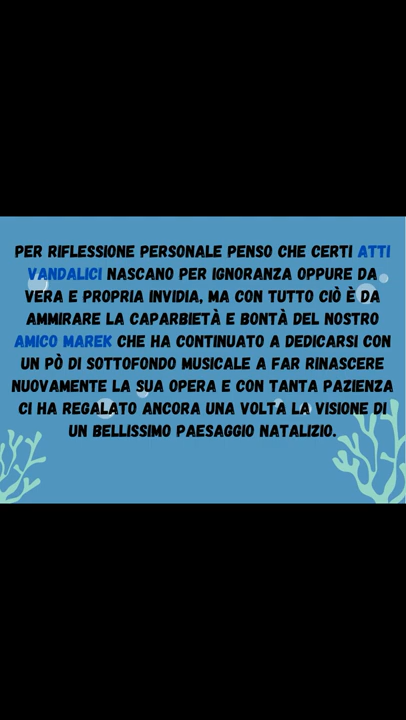 PER RIFLESSIONE PERSONALE PENSO CHE CERTI ATTI
VANDALICI NASCANO PER IGNORANZA OPPURE DA
VERA E PROPRIA INVIDIA, MA CON TUTTO CIÒ È DA
AMMIRARE LA CAPARBIETÀ E BONTÀ DEL NOSTRO
AMICO MAREK CHE HA CONTINUATO A DEDICARSI CON
UN PÒ DI SOTTOFONDO MUSICALE A FAR RINASCERE
NUOVAMENTE LA SUA OPERA E CON TANTA PAZIENZA
CI HA REGALATO ANCORA UNA VOLTA LA VISIONE DI
UN BELLISSIMO PAESAGGIO NATALIZIO.